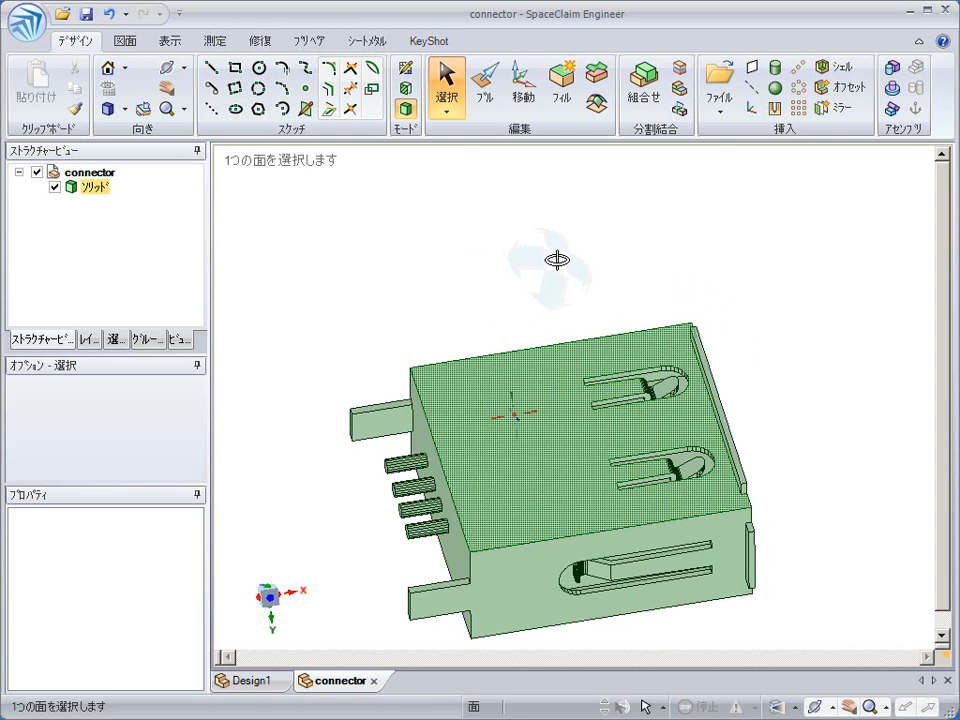 connector - SpaceClaim Engineer
デザイン 図面 表示 測定 修復 プリペア シートメタル KeyShot
貼り付け 選択 プル 移動 フィル 組合せ ファイル シェル オフセット ミラー
クリップボード 向き スケッチ モード 編集 分割結合 挿入 アセンブリ
ストラクチャービュー
1つの面を選択します
connector
ソリッド
ストラクチャービ... レイ... 選... グルー... ビュ...
オプション - 選択
プロパティ
X
Y
Design1 connector
1つの面を選択します 面 停止